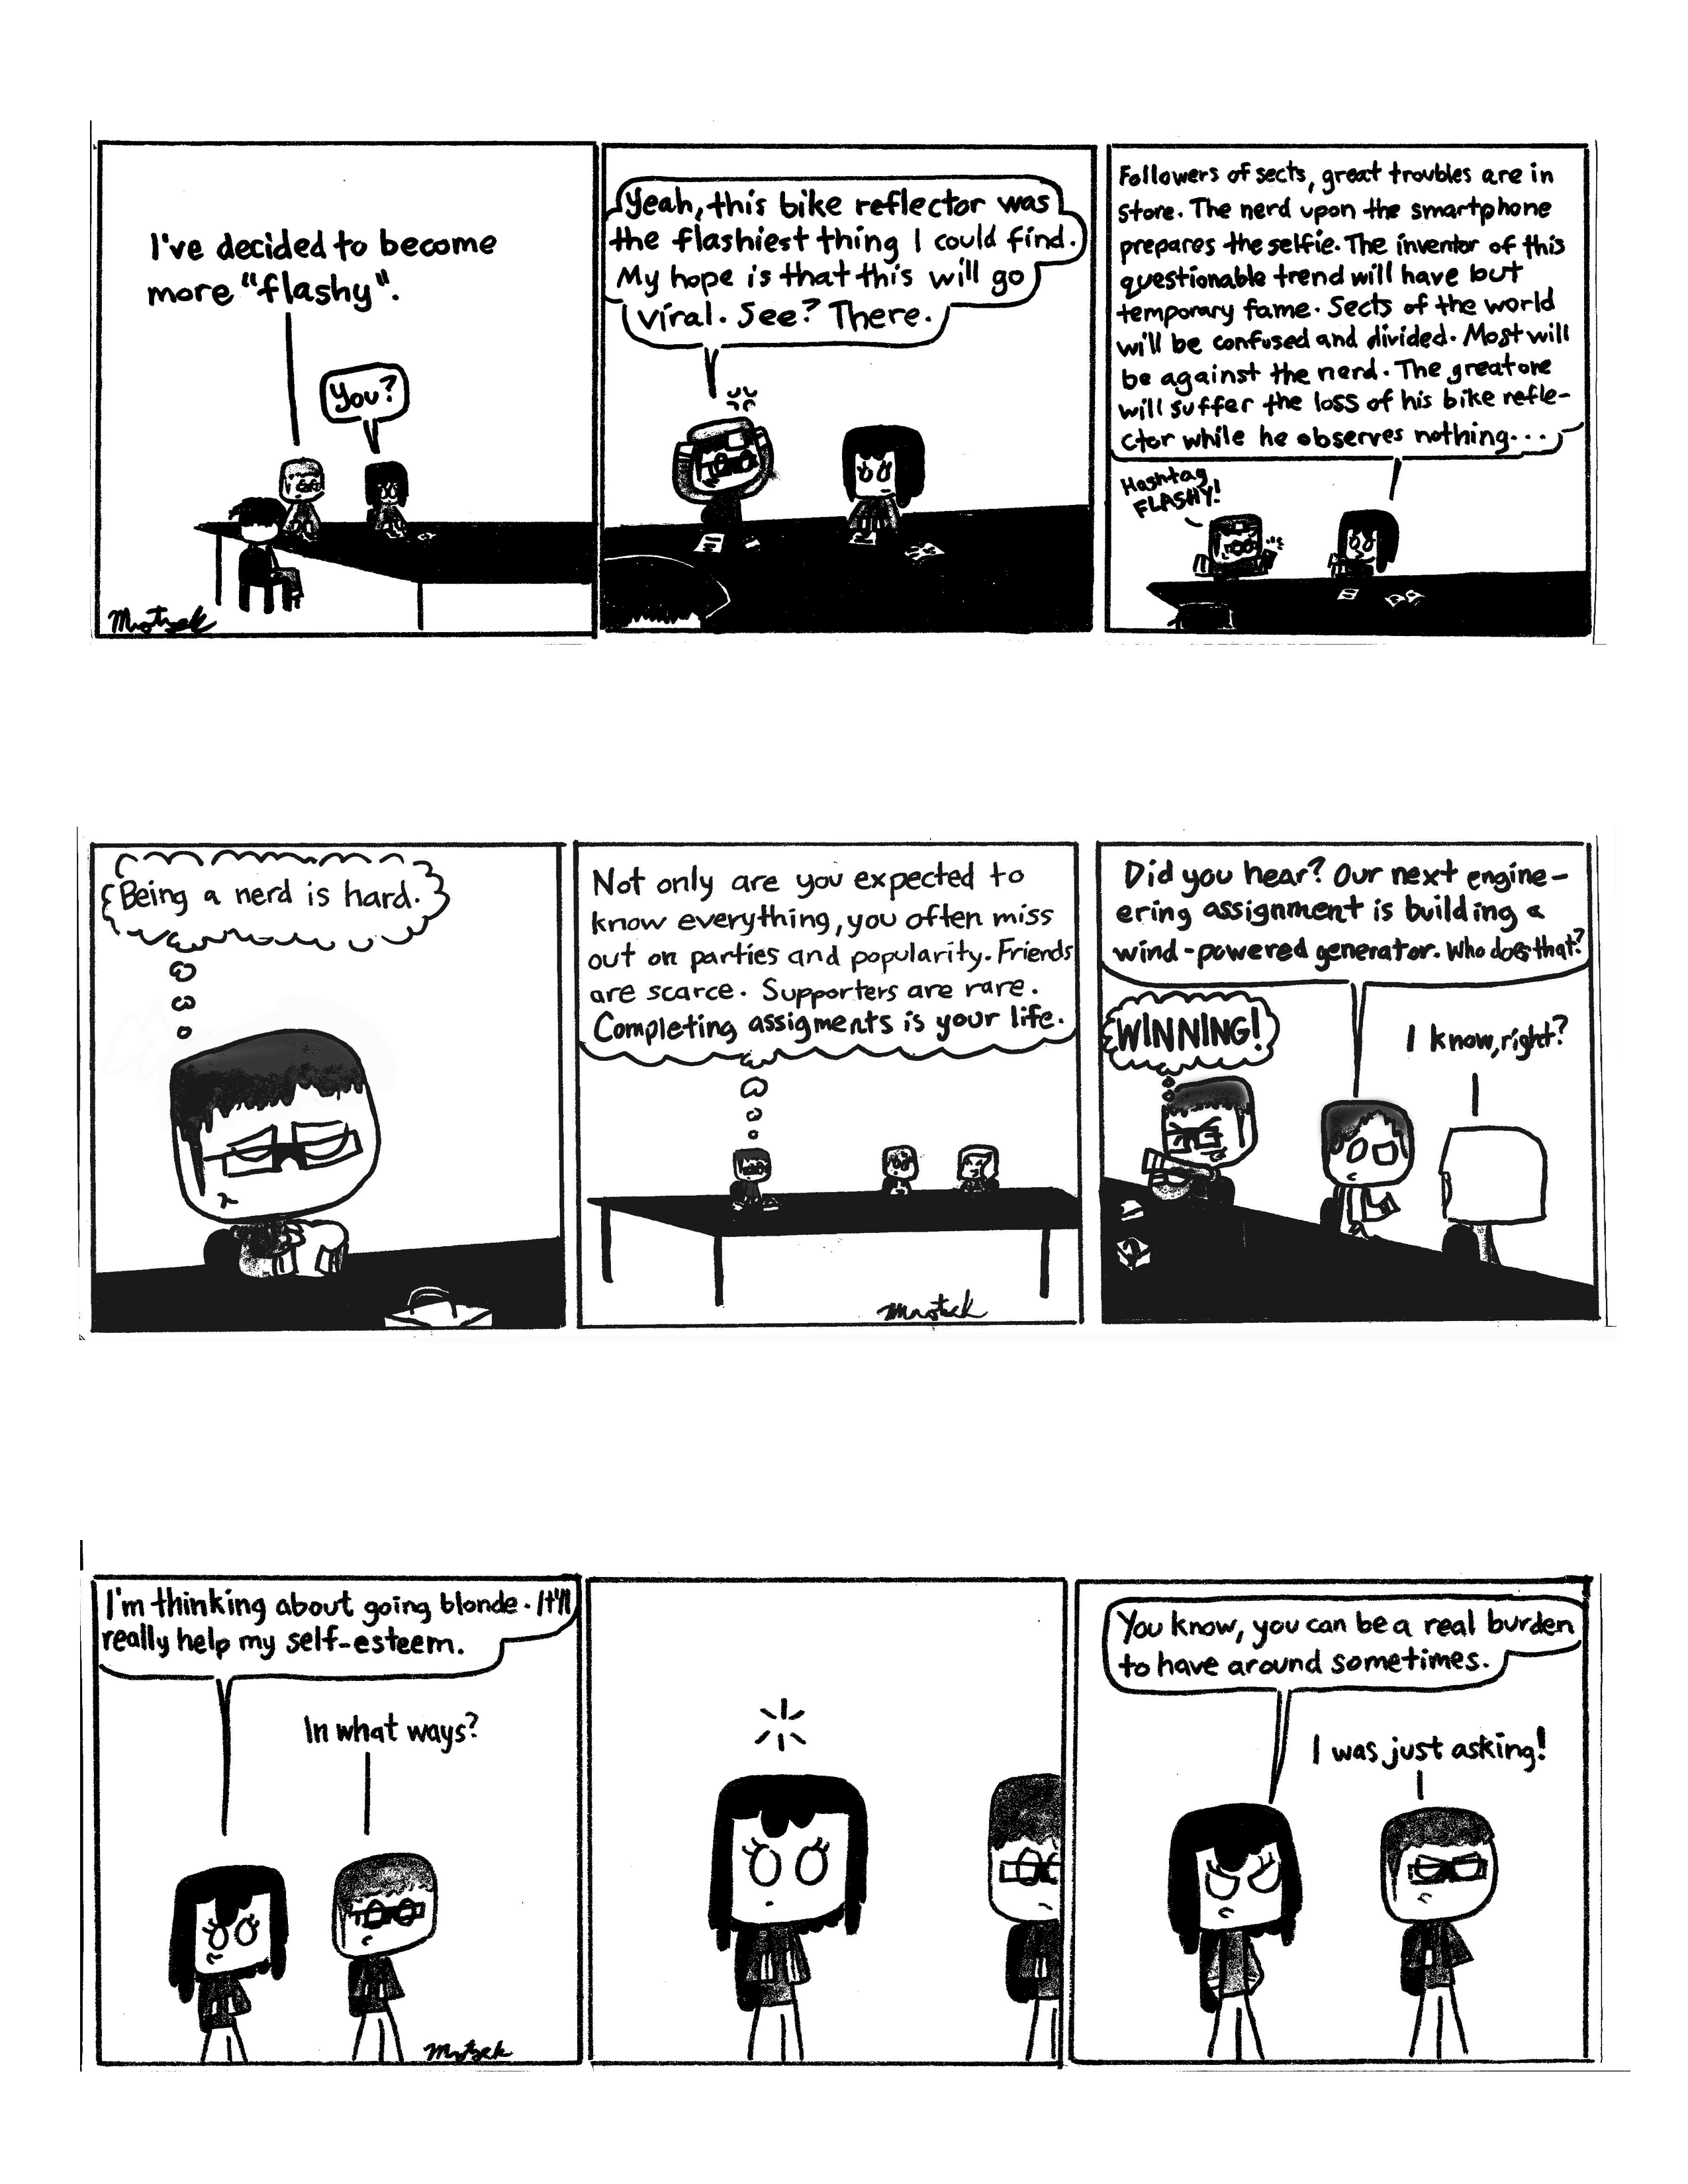 I've decided to become
more "flashy".
You?
Yeah, this bike reflector was
the flashiest thing I could find.
My hope is that this will go
viral. See? There.
Followers of sects, great troubles are in
store. The nerd upon the smartphone
prepares the selfie. The inventor of this
questionable trend will have but
temporary fame. Sects of the world
will be confused and divided. Most will
be against the nerd. The great one
will suffer the loss of his bike refle-
ctor while he observes nothing...
Hashtag
FLASHY!
Being a nerd is hard.
Not only are you expected to
know everything, you often miss
out on parties and popularity. Friends
are scarce. Supporters are rare.
Completing assigments is your life.
Did you hear? Our next engine-
ering assignment is building a
wind-powered generator. Who does that?
WINNING!
I know, right?
I'm thinking about going blonde. It'll
really help my self-esteem.
In what ways?
You know, you can be a real burden
to have around sometimes.
I was just asking!